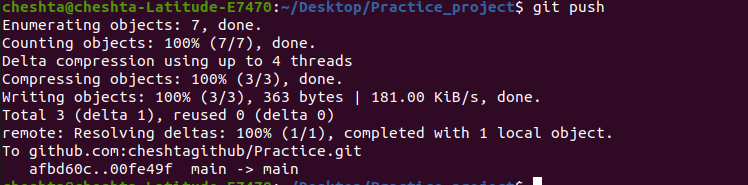 cheshta@cheshta-Latitude-E7470:~/Desktop/Practice_project$ git push
Enumerating objects: 7, done.
Counting objects: 100% (7/7), done.
Delta compression using up to 4 threads
Compressing objects: 100% (3/3), done.
Writing objects: 100% (3/3), 363 bytes | 181.00 KiB/s, done.
Total 3 (delta 1), reused 0 (delta 0)
remote: Resolving deltas: 100% (1/1), completed with 1 local object.
To github.com:cheshtagithub/Practice.git
   afbd60c..00fe49f  main -> main
cheshta@cheshta-Latitude-E7470:~/Desktop/Practice_project$